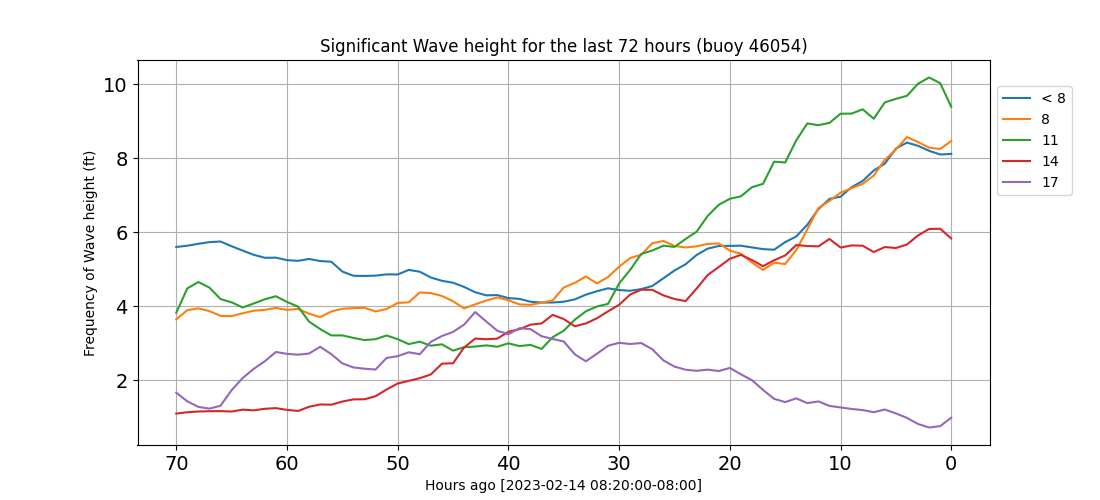 Significant Wave height for the last 72 hours (buoy 46054)
Frequency of Wave height (ft)
10
8
6
4
2
70 60 50 40 30 20 10 0
Hours ago [2023-02-14 08:20:00-08:00]
< 8
8
11
14
17